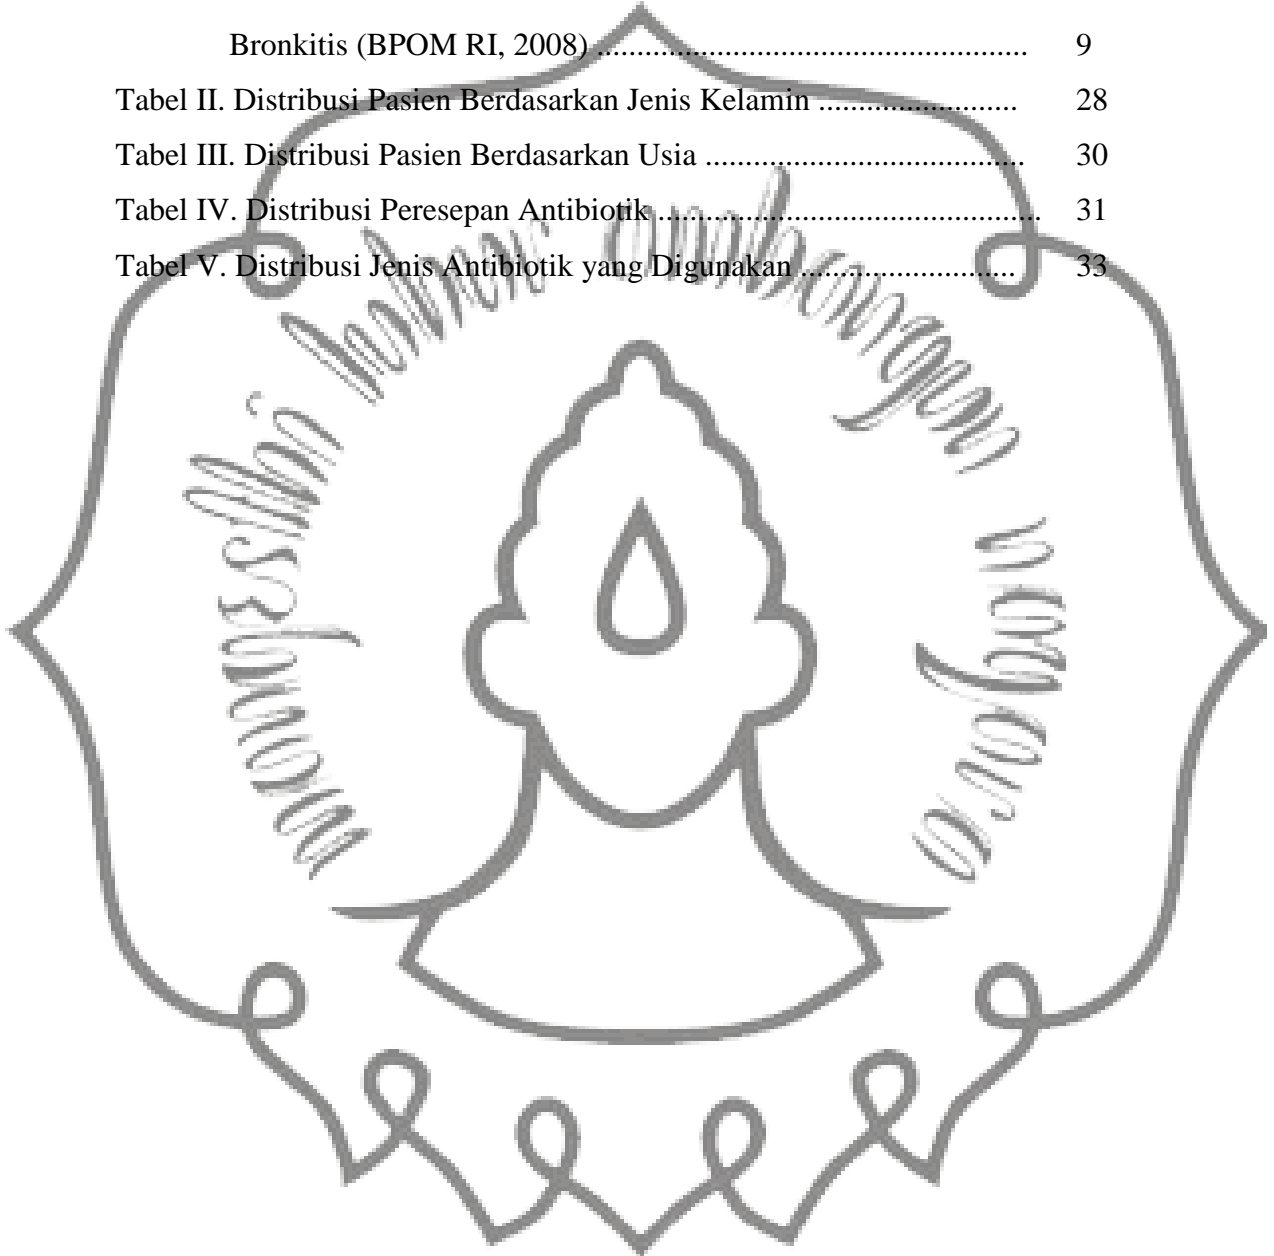 Bronkitis (BPOM RI, 2008) ...................................................... 9
Tabel II. Distribusi Pasien Berdasarkan Jenis Kelamin ......................... 28
Tabel III. Distribusi Pasien Berdasarkan Usia ........................................ 30
Tabel IV. Distribusi Peresepan Antibiotik ................................................ 31
Tabel V. Distribusi Jenis Antibiotik yang Digunakan ........................... 33